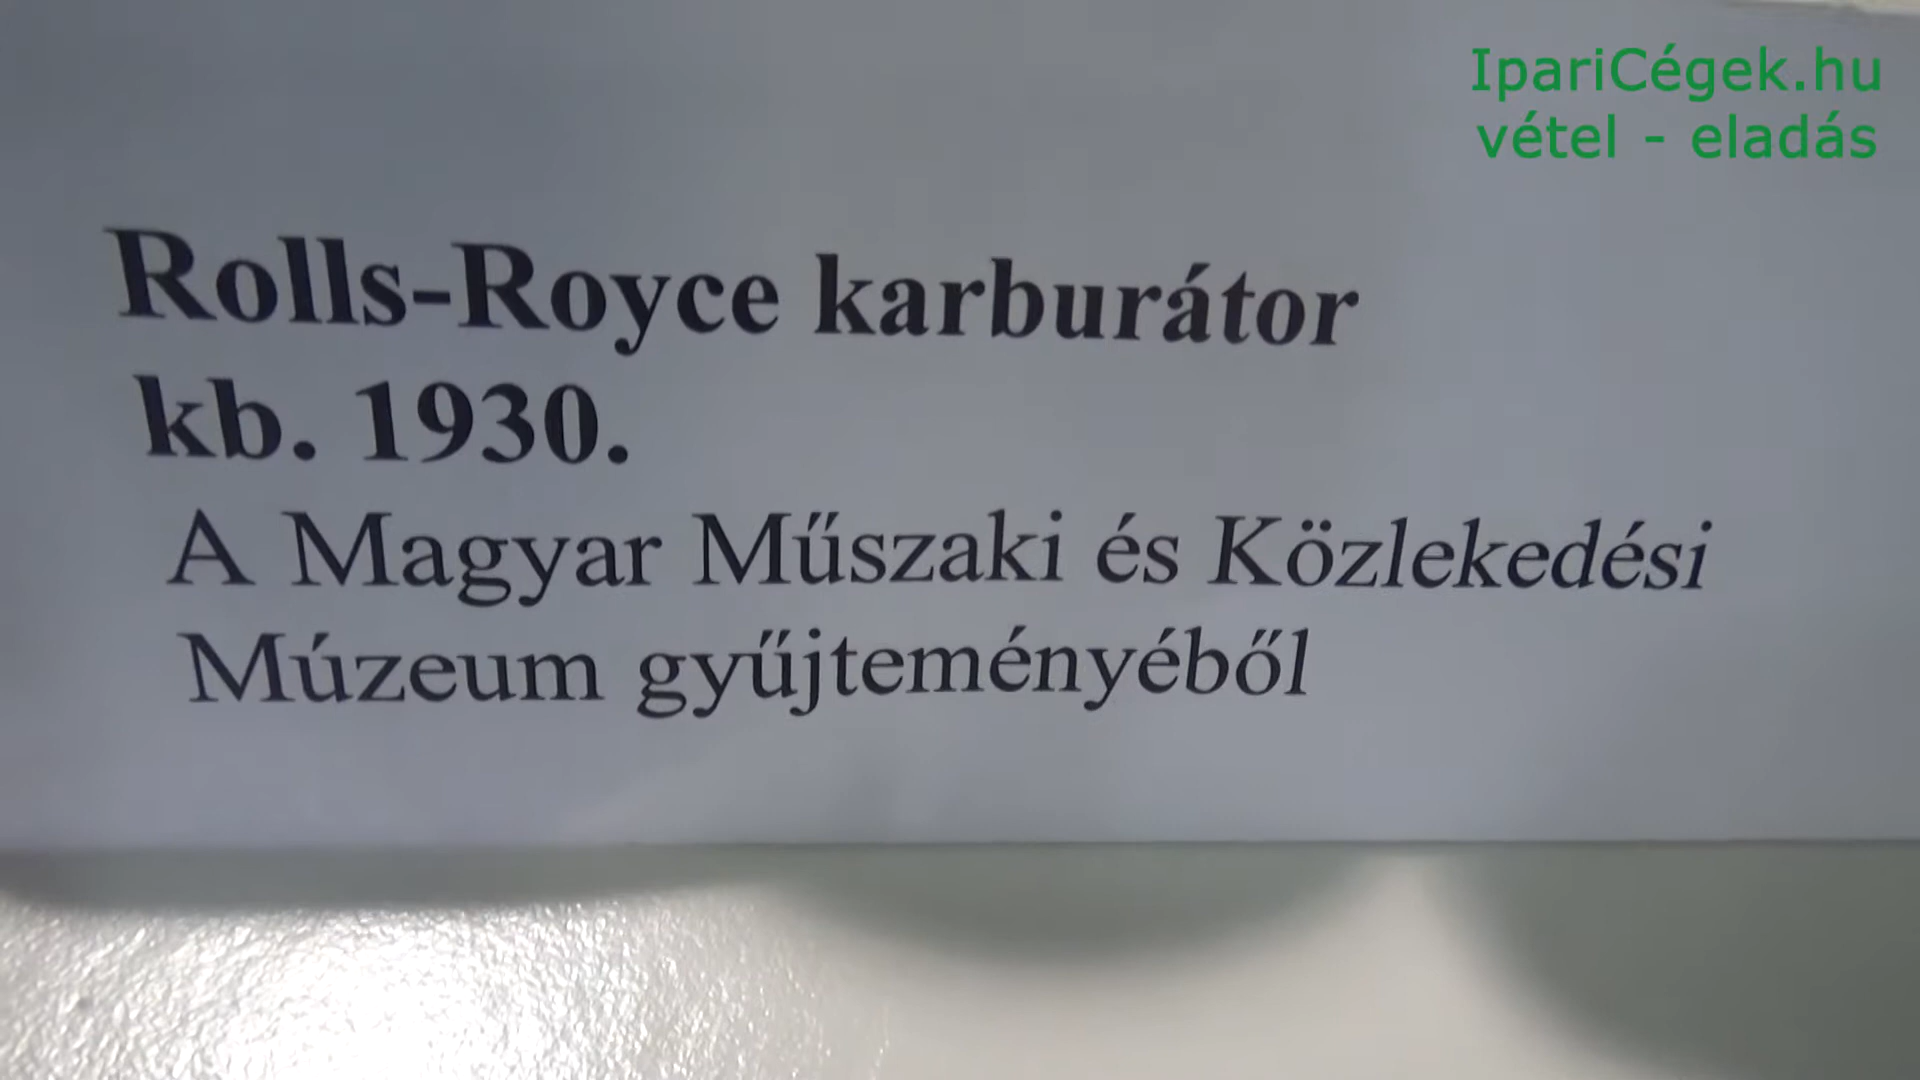 IpariCégek.hu
vétel - eladás
Rolls-Royce karburátor
kb. 1930.
A Magyar Műszaki és Közlekedési
Múzeum gyűjteményéből